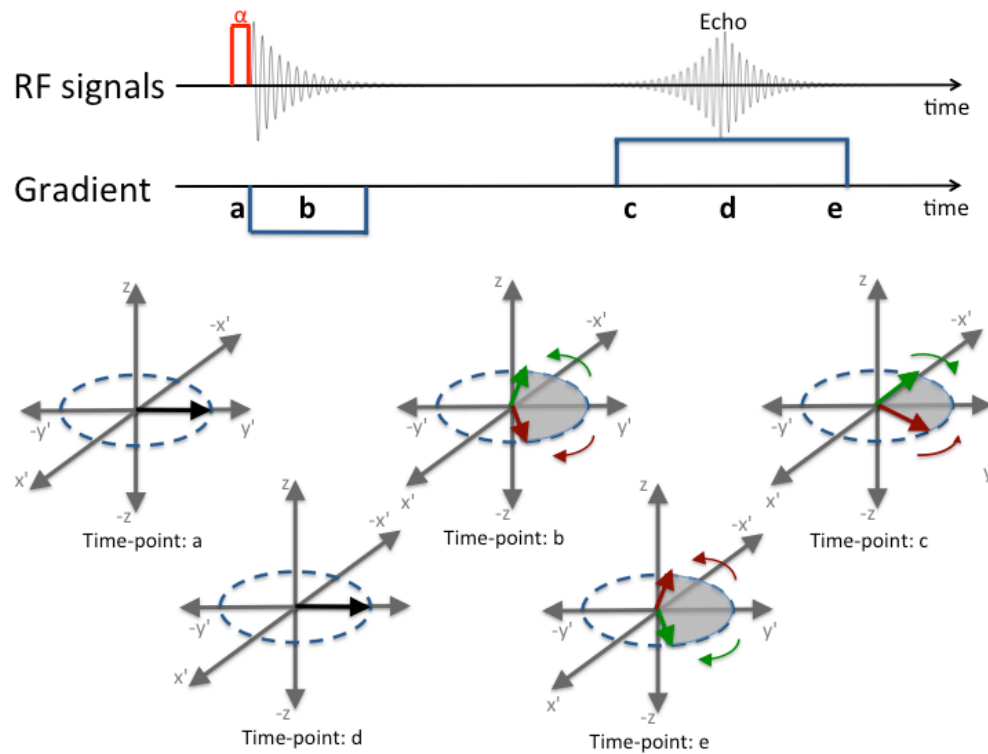 α
Echo
RF signals
time
Gradient
a b c d e
time
z
-x'
-y' y'
x'
-z
Time-point: a
z
-x'
-y' y'
x'
-z
Time-point: b
z
-x'
-y' y'
x'
-z
Time-point: c
z
-x'
-y' y'
x'
-z
Time-point: d
z
-x'
-y' y'
x'
-z
Time-point: e